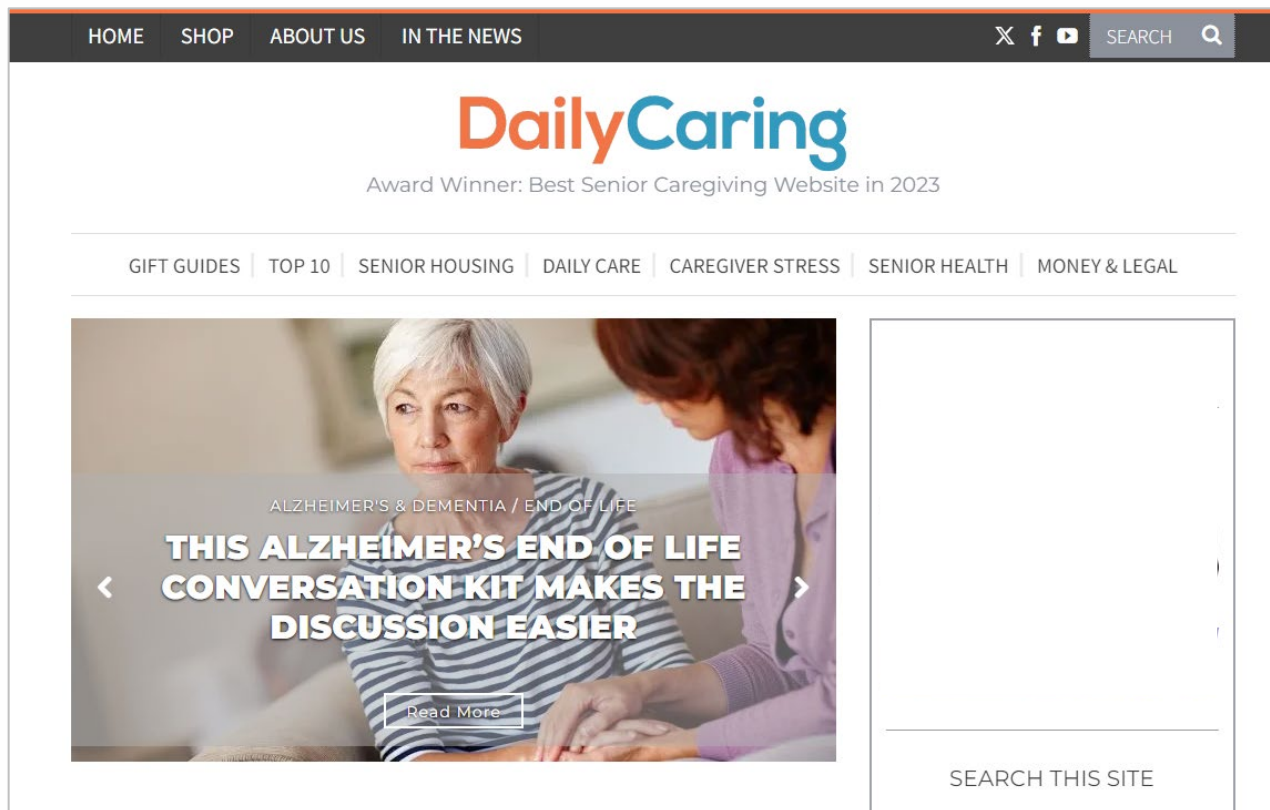 HOME SHOP ABOUT US IN THE NEWS SEARCH
DailyCaring
Award Winner: Best Senior Caregiving Website in 2023
GIFT GUIDES TOP 10 SENIOR HOUSING DAILY CARE CAREGIVER STRESS SENIOR HEALTH MONEY & LEGAL
ALZHEIMER'S & DEMENTIA / END OF LIFE
THIS ALZHEIMER’S END OF LIFE
CONVERSATION KIT MAKES THE
DISCUSSION EASIER
Read More
SEARCH THIS SITE